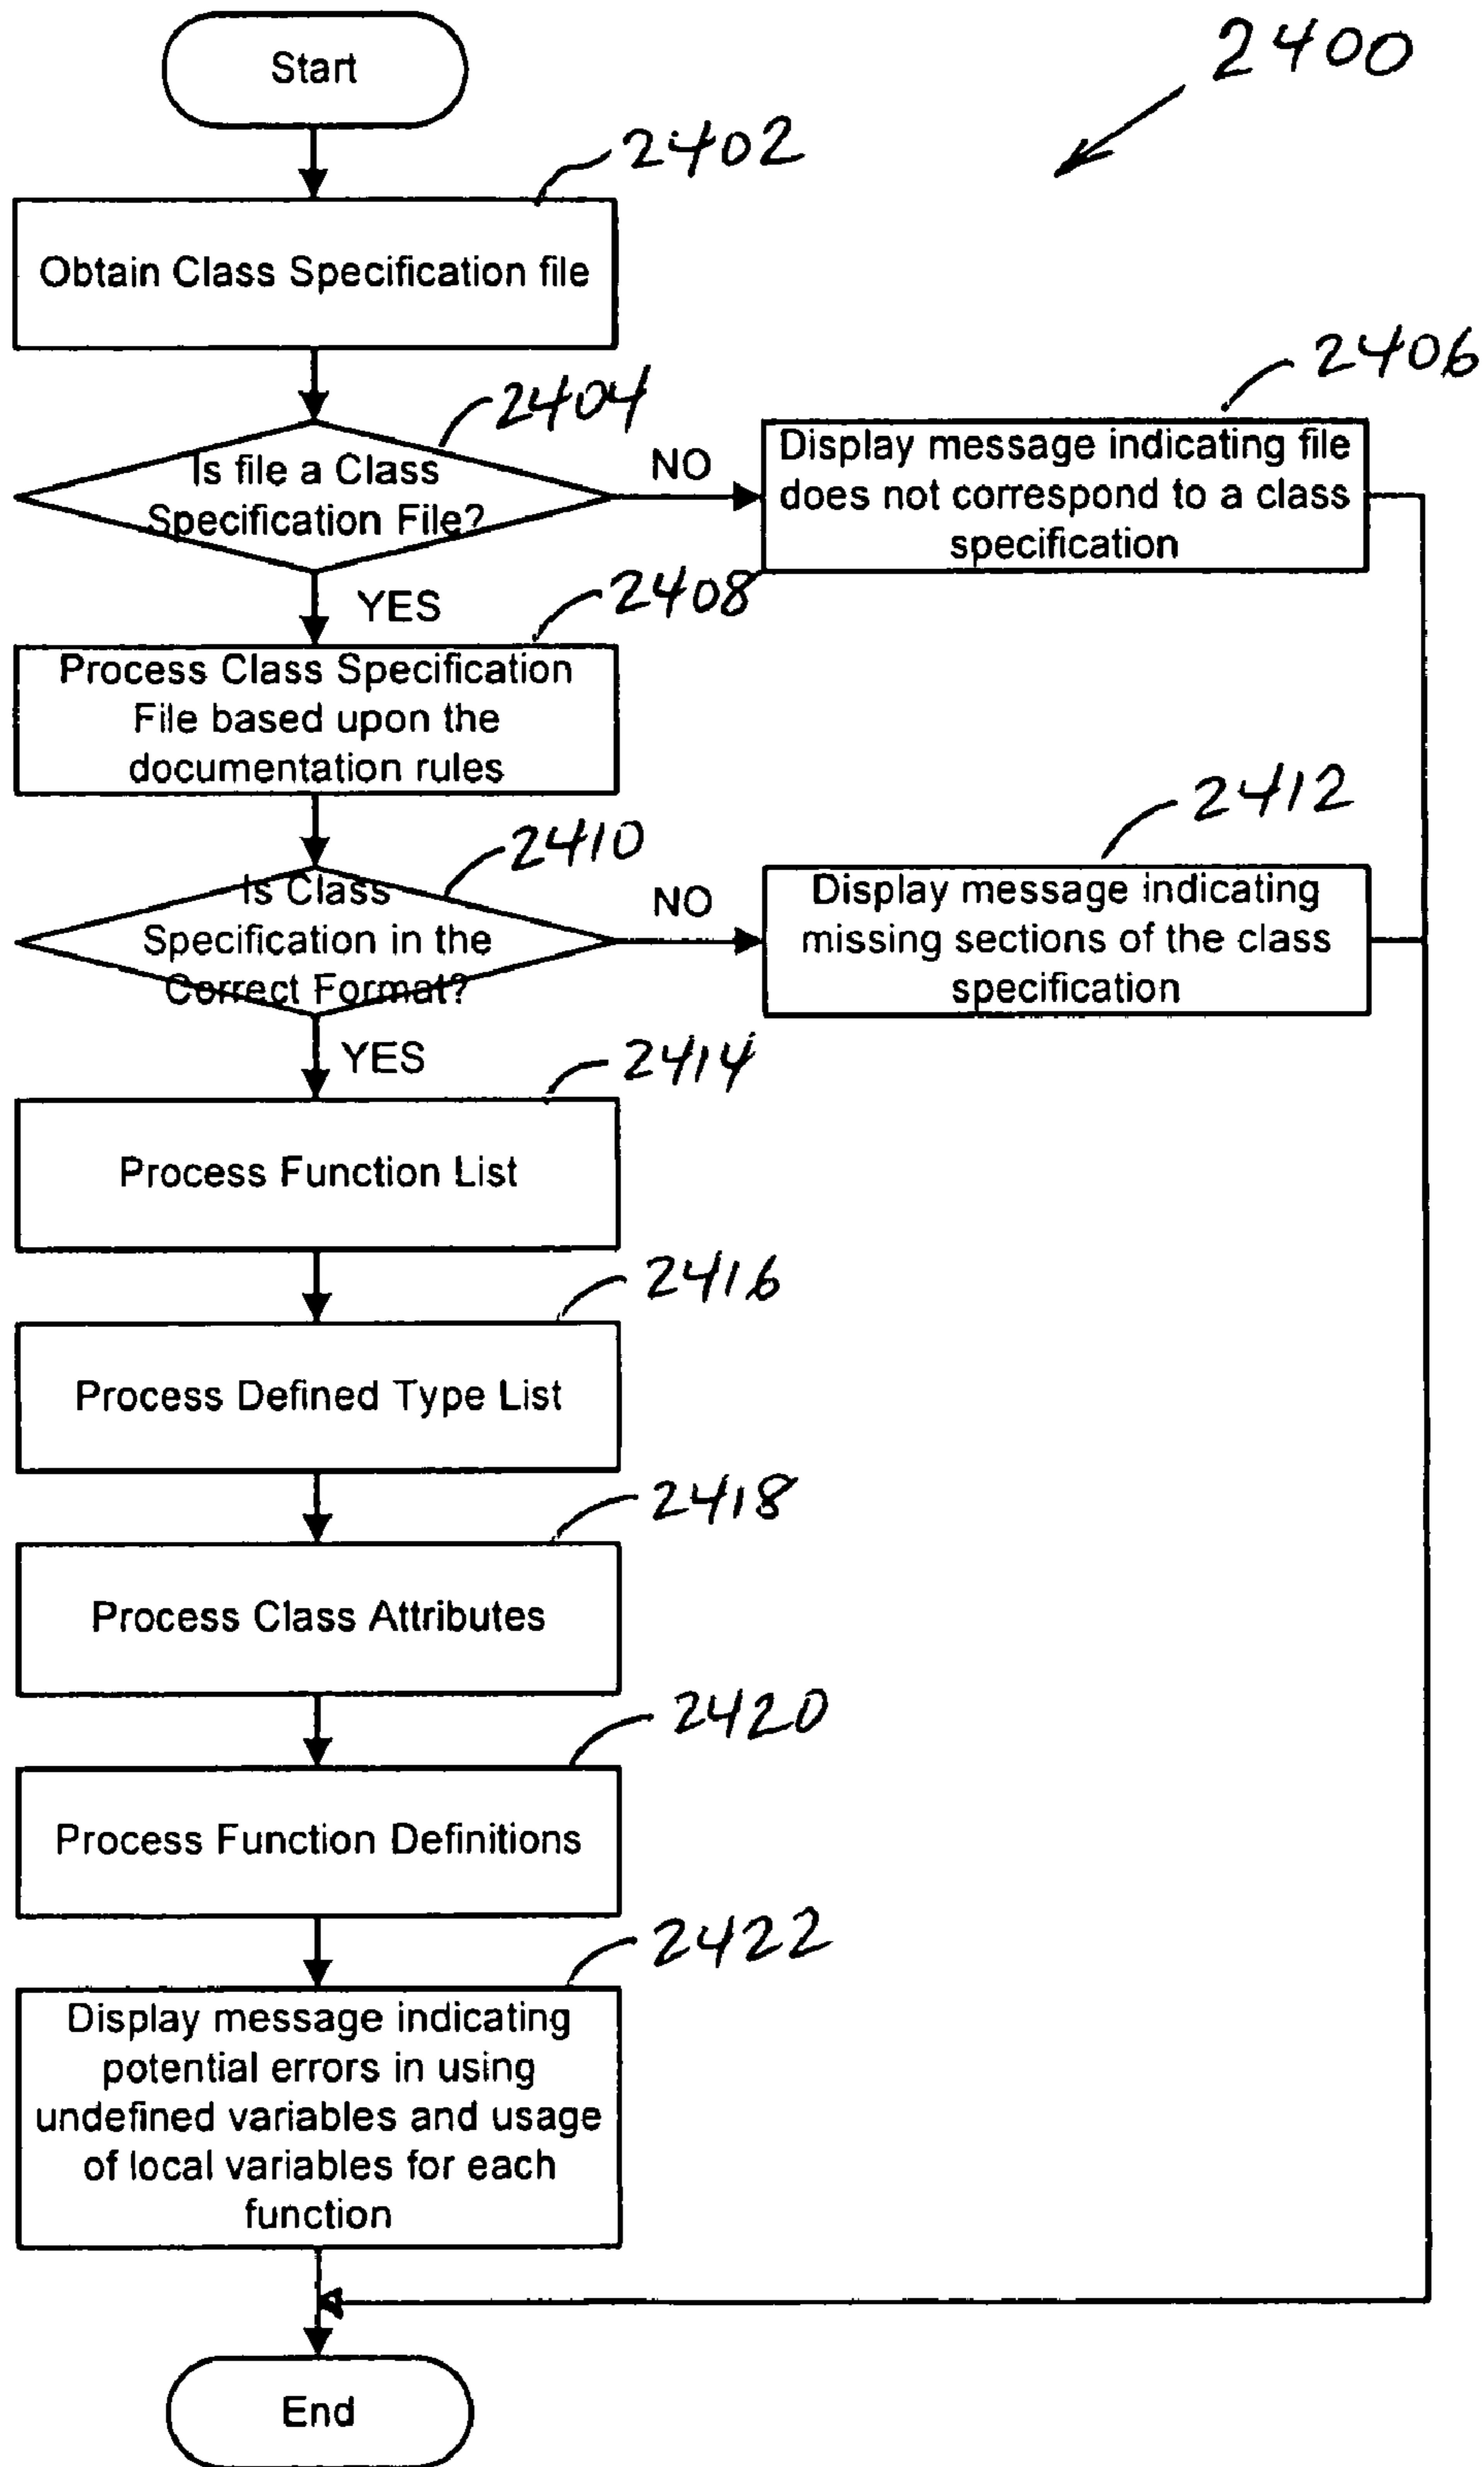 Start
2400
2402
Obtain Class Specification file
2404
Is file a Class
Specification File?
NO
2406
Display message indicating file
does not correspond to a class
specification
YES
2408
Process Class Specification
File based upon the
documentation rules
2410
Is Class
Specification in the
Correct Format?
NO
2412
Display message indicating
missing sections of the class
specification
YES
2414
Process Function List
2416
Process Defined Type List
2418
Process Class Attributes
2420
Process Function Definitions
2422
Display message indicating
potential errors in using
undefined variables and usage
of local variables for each
function
End